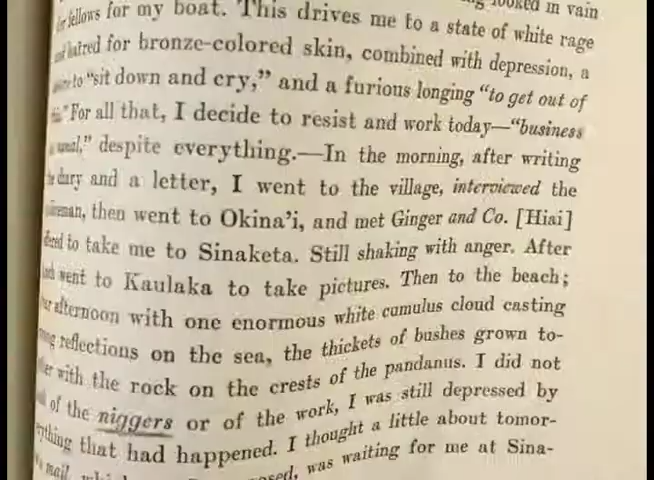 looked in vain
fellows for my boat. This drives me to a state of white rage
hatred for bronze-colored skin, combined with depression, a
to "sit down and cry," and a furious longing "to get out of
For all that, I decide to resist and work today—"business
usual," despite everything.—In the morning, after writing
diary and a letter, I went to the village, interviewed the
then went to Okina'i, and met Ginger and Co. [Hiai]
to take me to Sinaketa. Still shaking with anger. After
went to Kaulaka to take pictures. Then to the beach;
afternoon with one enormous white cumulus cloud casting
reflections on the sea, the thickets of bushes grown to-
with the rock on the crests of the pandanus. I did not
of the niggers or of the work, I was still depressed by
that had happened. I thought a little about tomor-
mail, was waiting for me at Sina-